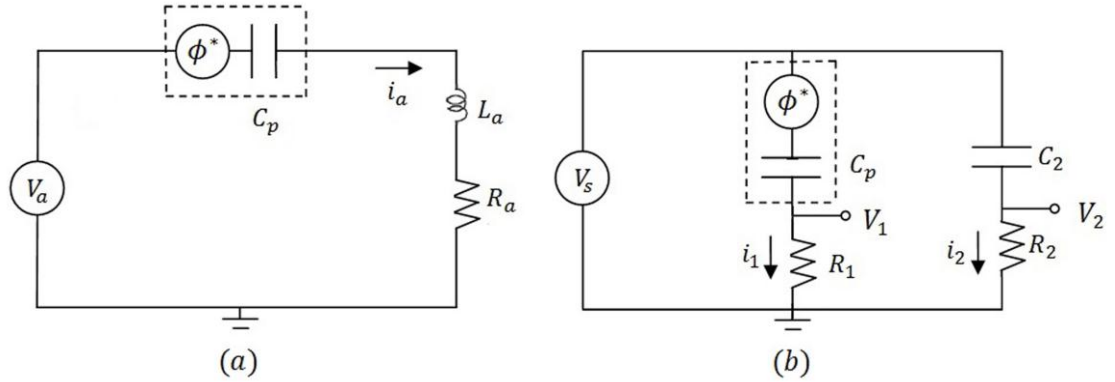 ϕ*
C_p
i_a
L_a
V_a
R_a
(a)
ϕ*
C_p
C_2
V_s
V_1
V_2
i_1
R_1
i_2
R_2
(b)